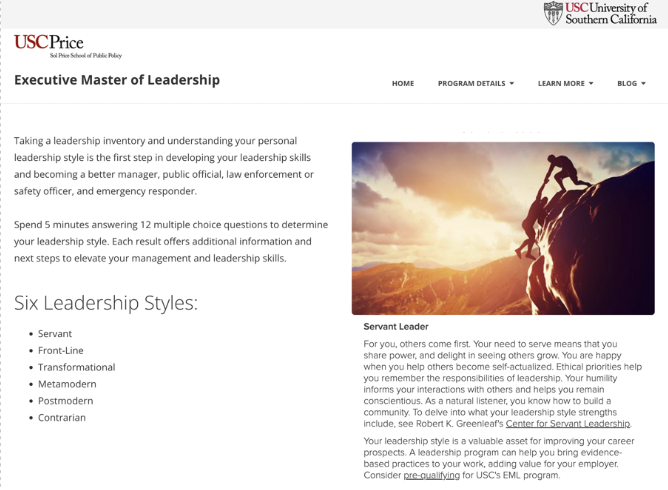 USC University of
Southern California
USC Price
Sol Price School of Public Policy
Executive Master of Leadership
HOME
PROGRAM DETAILS
LEARN MORE
BLOG
Taking a leadership inventory and understanding your personal
leadership style is the first step in developing your leadership skills
and becoming a better manager, public official, law enforcement or
safety officer, and emergency responder.
Spend 5 minutes answering 12 multiple choice questions to determine
your leadership style. Each result offers additional information and
next steps to elevate your management and leadership skills.
Six Leadership Styles:
• Servant
• Front-Line
• Transformational
• Metamodern
• Postmodern
• Contrarian
Servant Leader
For you, others come first. Your need to serve means that you
share power, and delight in seeing others grow. You are happy
when you help others become self-actualized. Ethical priorities help
you remember the responsibilities of leadership. Your humility
informs your interactions with others and helps you remain
conscientious. As a natural listener, you know how to build a
community. To delve into what your leadership style strengths
include, see Robert K. Greenleaf's Center for Servant Leadership.
Your leadership style is a valuable asset for improving your career
prospects. A leadership program can help you bring evidence-
based practices to your work, adding value for your employer.
Consider pre-qualifying for USC's EML program.